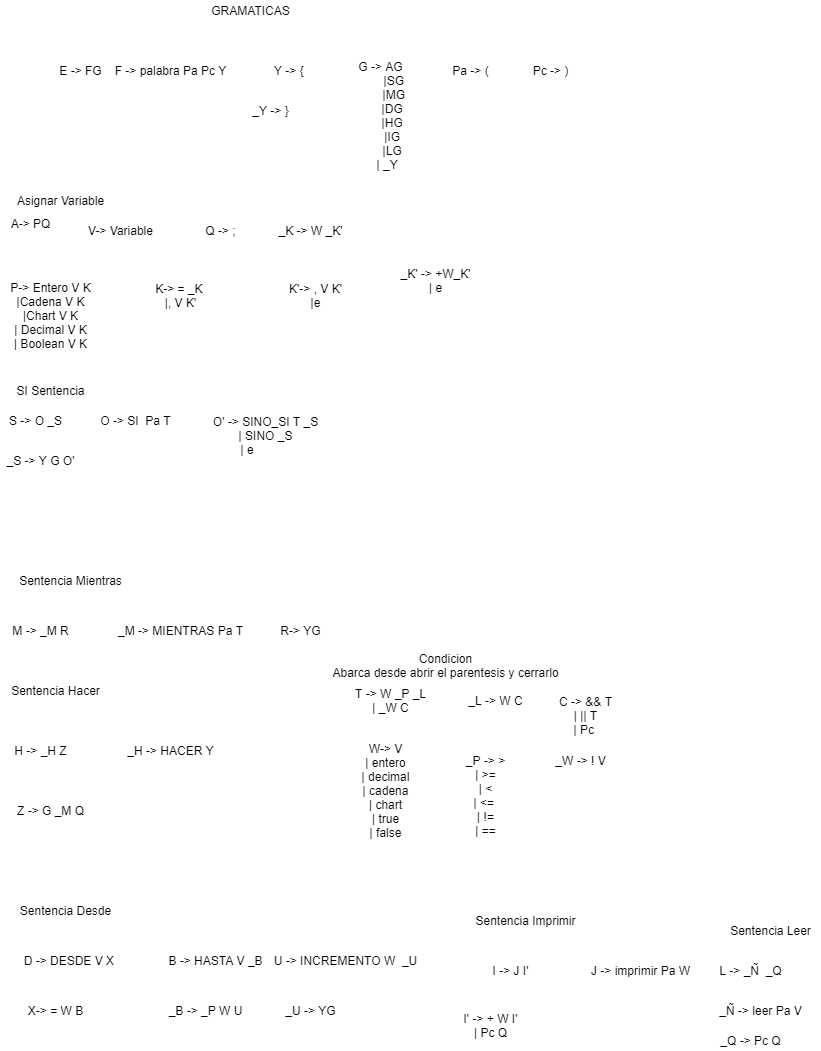 GRAMATICAS
E -> FG
F -> palabra Pa Pc Y
Y -> {
_Y -> }
G -> AG
|SG
|MG
|DG
|HG
|IG
|LG
| _Y
Pa -> (
Pc -> )
Asignar Variable
A-> PQ
V-> Variable
Q -> ;
_K -> W _K'
P-> Entero V K
|Cadena V K
|Chart V K
| Decimal V K
| Boolean V K
K-> = _K
|, V K'
K'-> , V K'
|e
_K' -> +W_K'
| e
SI Sentencia
S -> O _S
O -> SI Pa T
O' -> SINO_SI T _S
| SINO _S
| e
_S -> Y G O'
Sentencia Mientras
M -> _M R
_M -> MIENTRAS Pa T
R-> YG
Condicion
Abarca desde abrir el parentesis y cerrarlo
T -> W _P _L
| _W C
_L -> W C
C -> && T
| || T
| Pc
W-> V
| entero
| decimal
| cadena
| chart
| true
| false
_P -> >
| >=
| <
| <=
| !=
| ==
_W -> ! V
Sentencia Hacer
H -> _H Z
_H -> HACER Y
Z -> G _M Q
Sentencia Desde
D -> DESDE V X
B -> HASTA V _B
U -> INCREMENTO W _U
X-> = W B
_B -> _P W U
_U -> YG
Sentencia Imprimir
I -> J I'
J -> imprimir Pa W
I' -> + W I'
| Pc Q
Sentencia Leer
L -> _Ñ _Q
_Ñ -> leer Pa V
_Q -> Pc Q